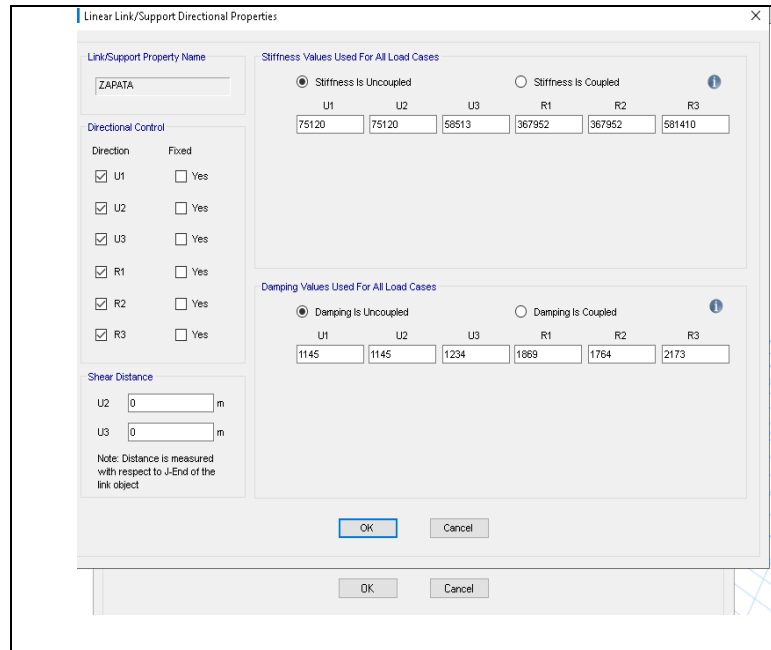 Linear Link/Support Directional Properties
Link/Support Property Name
ZAPATA
Directional Control
Direction Fixed
U1 Yes
U2 Yes
U3 Yes
R1 Yes
R2 Yes
R3 Yes
Shear Distance
U2 0 m
U3 0 m
Note: Distance is measured
with respect to J-End of the
link object
Stiffness Values Used For All Load Cases
Stiffness Is Uncoupled Stiffness Is Coupled
U1 U2 U3 R1 R2 R3
75120 75120 58513 367952 367952 581410
Damping Values Used For All Load Cases
Damping Is Uncoupled Damping Is Coupled
U1 U2 U3 R1 R2 R3
1145 1145 1234 1869 1764 2173
OK Cancel
OK Cancel